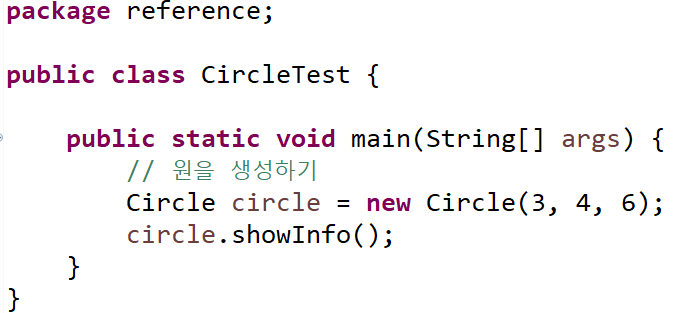 package reference;
public class CircleTest {
public static void main(String[] args) {
// 원을 생성하기
Circle circle = new Circle(3, 4, 6);
circle.showInfo();
}
}